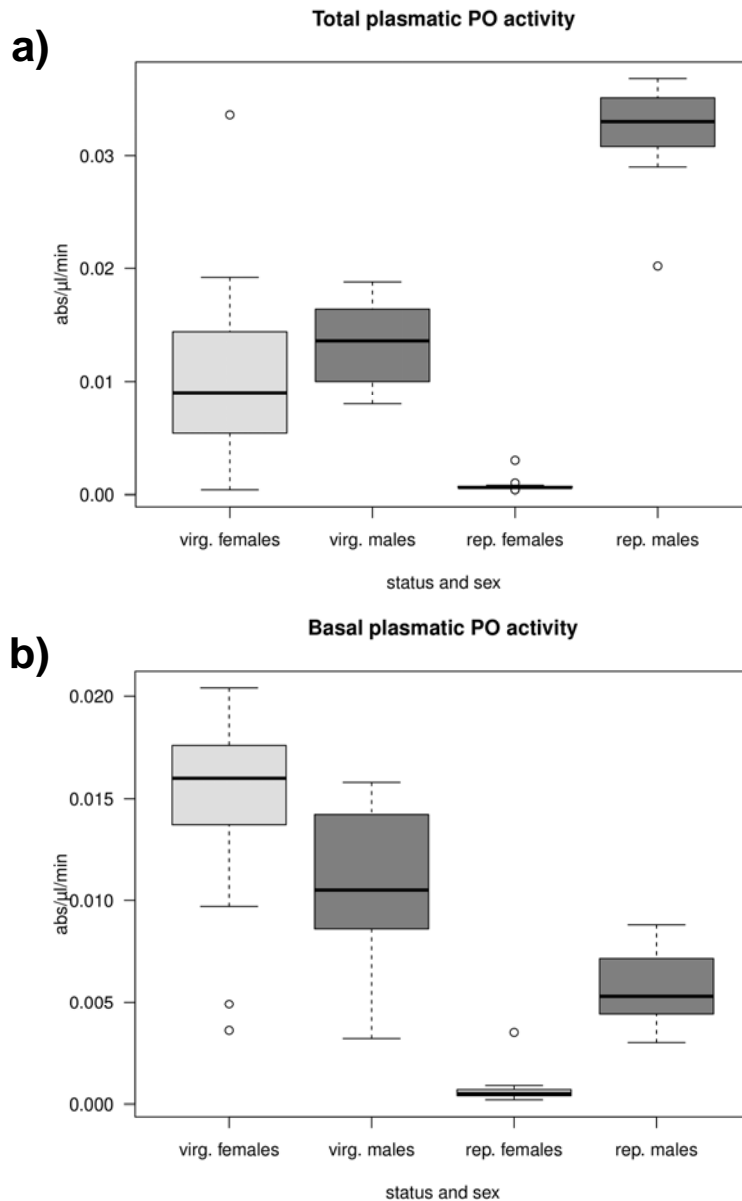 Total plasmatic PO activity
a)
abs/µl/min
0.03
0.02
0.01
0.00
virg. females virg. males rep. females rep. males
status and sex
Basal plasmatic PO activity
b)
abs/µl/min
0.020
0.015
0.010
0.005
0.000
virg. females virg. males rep. females rep. males
status and sex